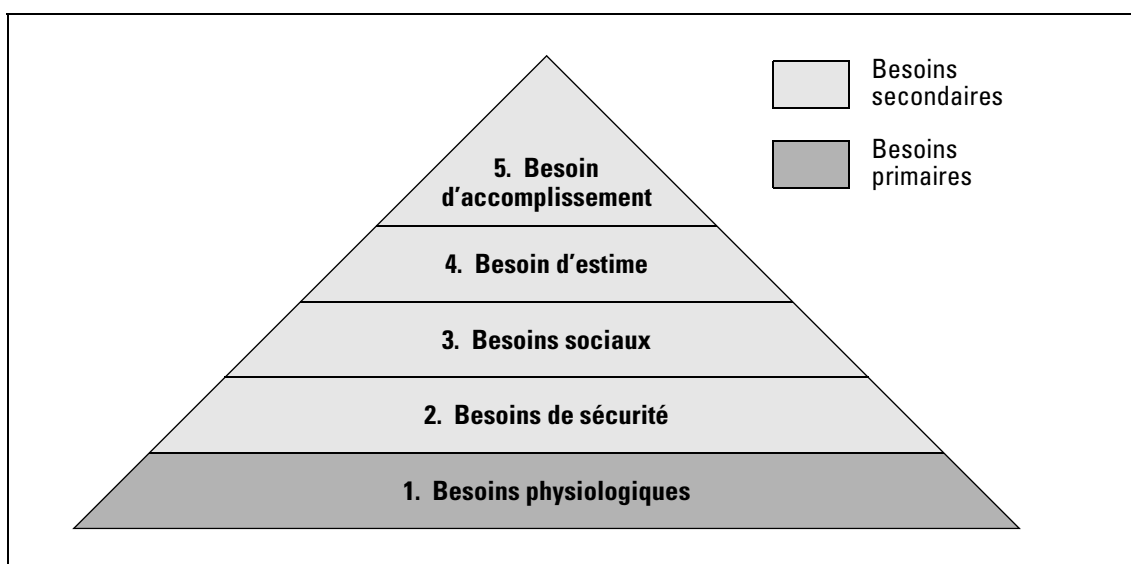 Besoins
secondaires
Besoins
primaires
5. Besoin
d'accomplissement
4. Besoin d'estime
3. Besoins sociaux
2. Besoins de sécurité
1. Besoins physiologiques